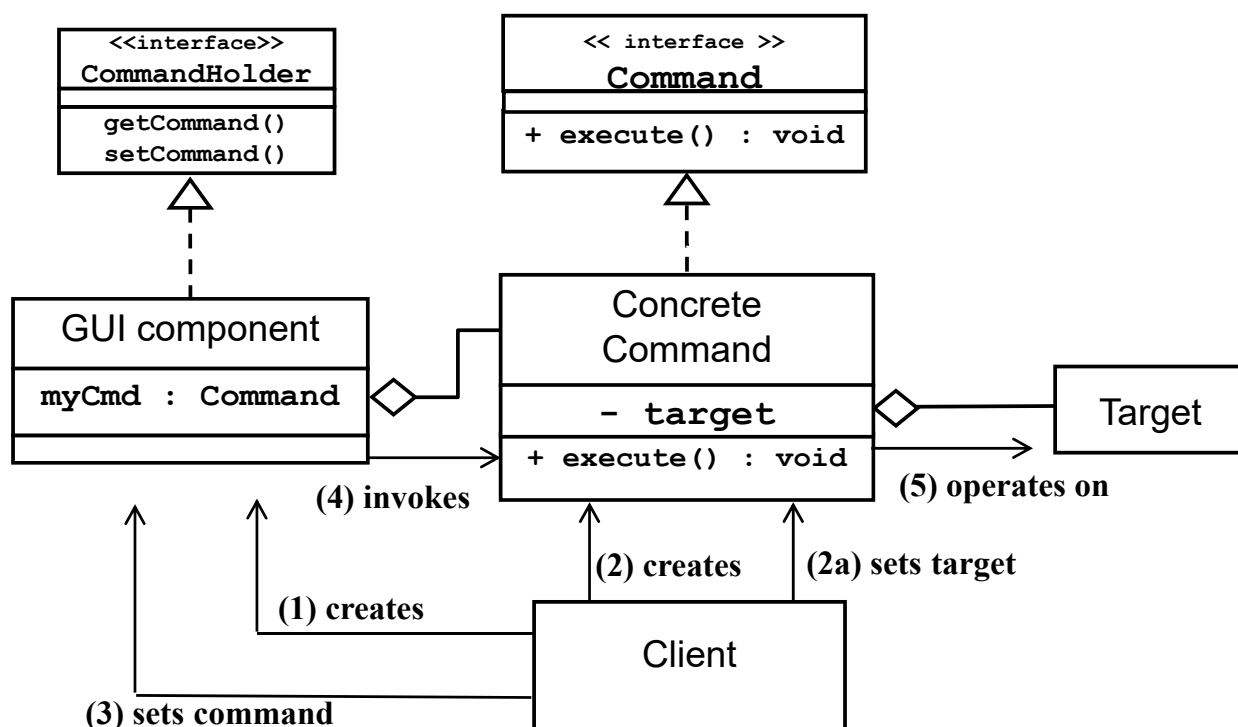 <<interface>>
CommandHolder
getCommand()
setCommand()
<< interface >>
Command
+ execute() : void
GUI component
myCmd : Command
Concrete
Command
- target
+ execute() : void
Target
(4) invokes
(5) operates on
(2) creates
(2a) sets target
(1) creates
Client
(3) sets command